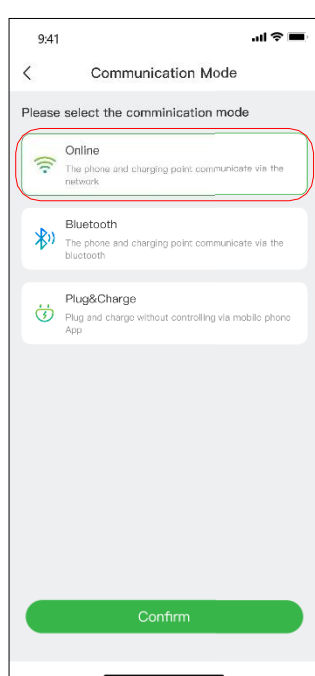 9:41
Communication Mode
Please select the comminication mode
Online
The phone and charging point communicate via the
network
Bluetooth
The phone and charging point communicate via the
bluetooth
Plug&Charge
Plug and charge without controlling via mobile phone
App
Confirm